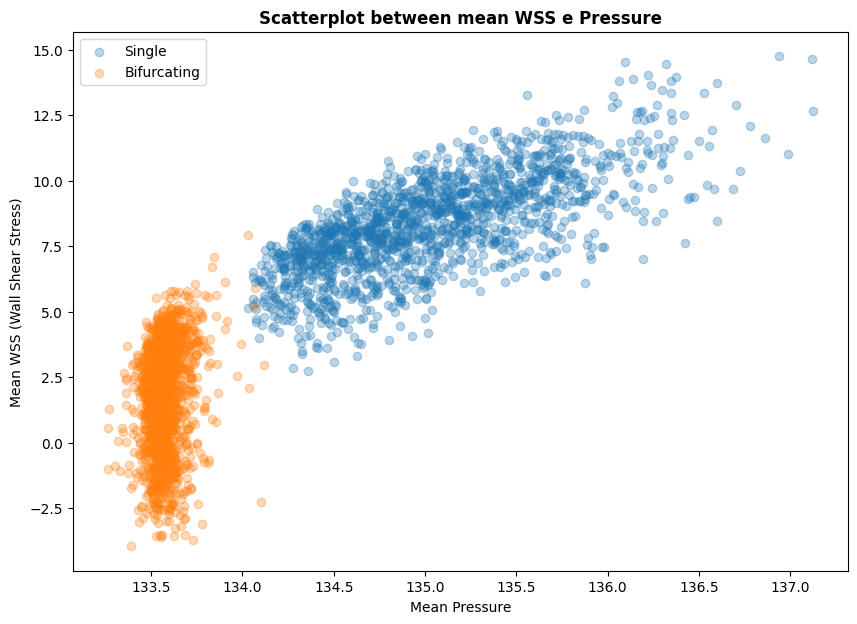 Scatterplot between mean WSS e Pressure
Single
Bifurcating
15.0
12.5
10.0
7.5
5.0
2.5
0.0
−2.5
Mean WSS (Wall Shear Stress)
133.5 134.0 134.5 135.0 135.5 136.0 136.5 137.0
Mean Pressure